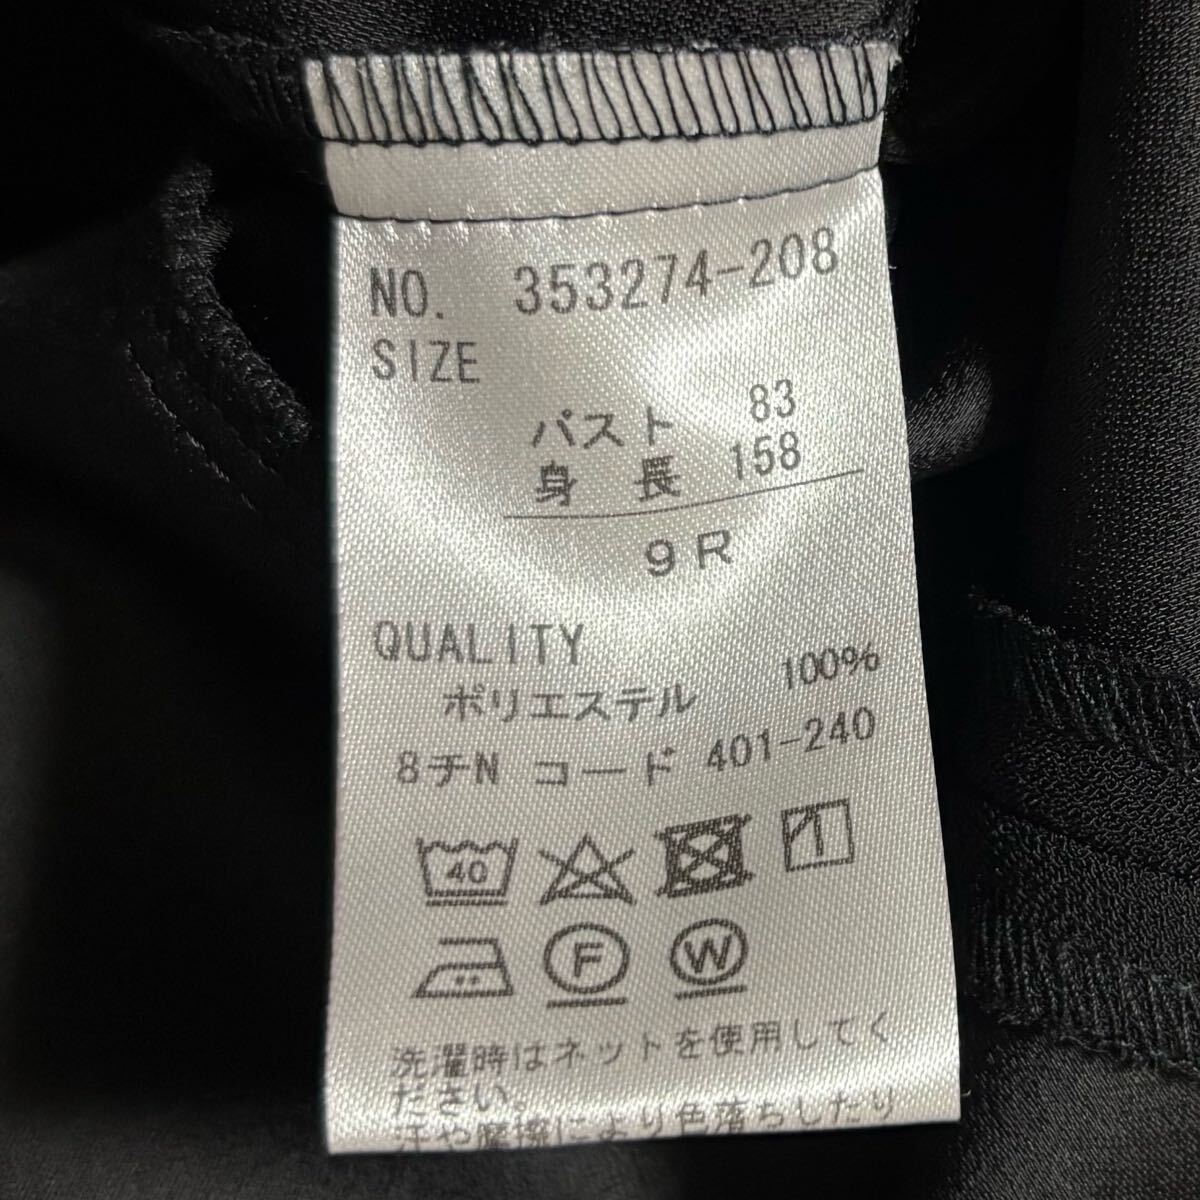 NO. 353274-208
SIZE
バスト 83
身長 158
9R
QUALITY
ポリエステル 100%
8チN コード 401-240
40
F W
洗濯時はネットを使用してく
ださい。
汗や摩擦により色落ちしたり